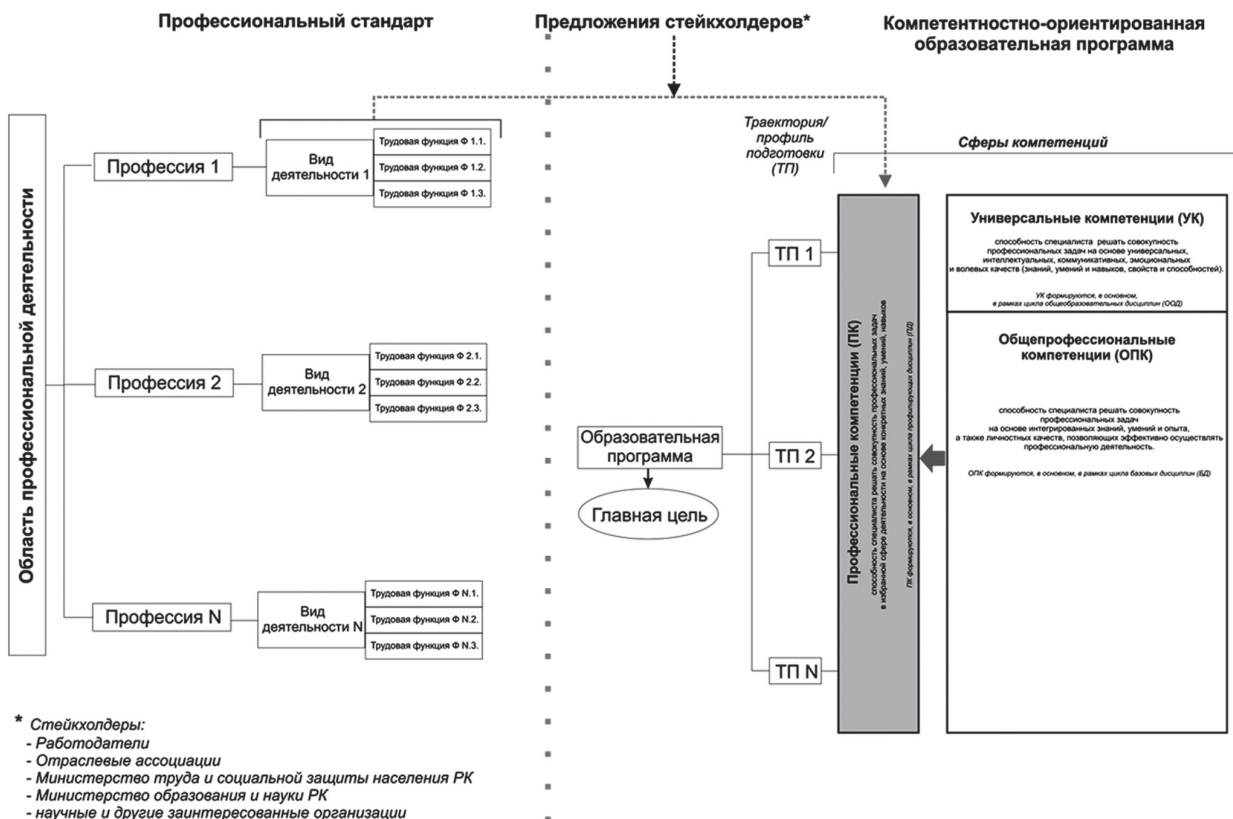 Профессиональный стандарт
Предложения стейкхолдеров*
Компетентностно-ориентированная
образовательная программа
Область профессиональной деятельности
Профессия 1
Вид
деятельности 1
Трудовая функция Ф 1.1.
Трудовая функция Ф 1.2.
Трудовая функция Ф 1.3.
Профессия 2
Вид
деятельности 2
Трудовая функция Ф 2.1.
Трудовая функция Ф 2.2.
Трудовая функция Ф 2.3.
Профессия N
Вид
деятельности N
Трудовая функция Ф N.1.
Трудовая функция Ф N.2.
Трудовая функция Ф N.3.
* Стейкхолдеры:
- Работодатели
- Отраслевые ассоциации
- Министерство труда и социальной защиты населения РК
- Министерство образования и науки РК
- научные и другие заинтересованные организации
Образовательная
программа
Главная цель
Траектория/
профиль
подготовки
(ТП)
ТП 1
ТП 2
ТП N
Сферы компетенций
Профессиональные компетенции (ПК)
способность специалиста решать совокупность профессиональных задач
в избранной сфере деятельности на основе конкретных знаний, умений, навыков
ПК формируются, в основном, в рамках цикла профилирующих дисциплин (ПД)
Универсальные компетенции (УК)
способность специалиста решать совокупность
профессиональных задач на основе универсальных,
интеллектуальных, коммуникативных, эмоциональных
и волевых качеств (знаний, умений и навыков, свойств и способностей).
УК формируются, в основном,
в рамках цикла общеобразовательных дисциплин (ООД)
Общепрофессиональные
компетенции (ОПК)
способность специалиста решать совокупность
профессиональных задач
на основе интегрированных знаний, умений и опыта,
а также личностных качеств, позволяющих эффективно осуществлять
профессиональную деятельность.
ОПК формируются, в основном, в рамках цикла базовых дисциплин (БД)